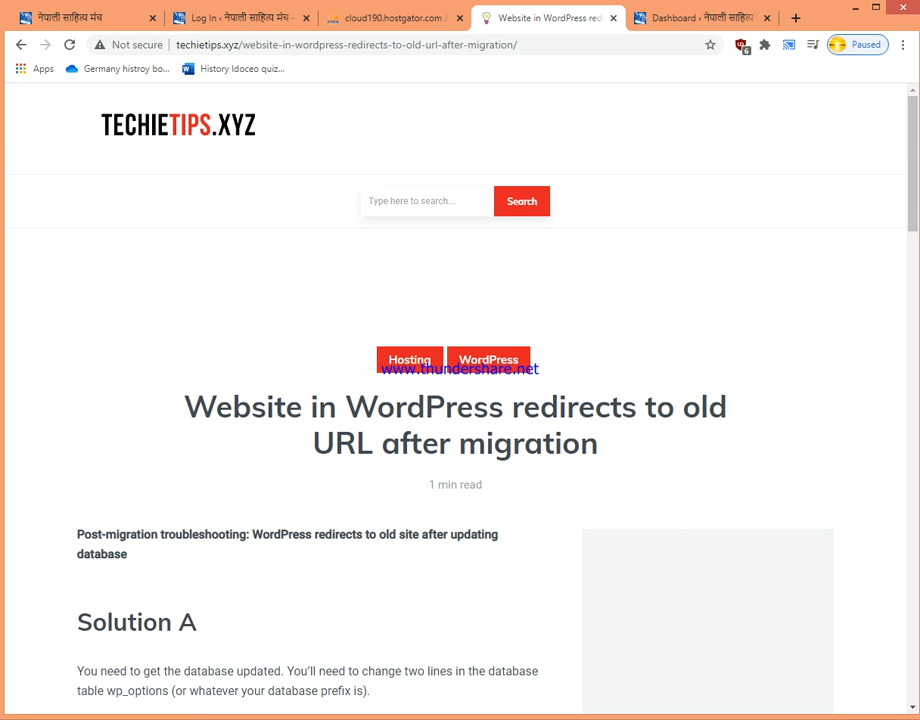 नेपाली साहित्य मंच
Log In ‹ नेपाली साहित्य मंच –
cloud190.hostgator.com /
Website in WordPress red
Dashboard ‹ नेपाली साहित्य
Not secure
techietips.xyz/website-in-wordpress-redirects-to-old-url-after-migration/
6
Paused
Apps
Germany histroy bo...
History Idoceo quiz...
TECHIETIPS.XYZ
Type here to search...
Search
Hosting
WordPress
www.thundershare.net
Website in WordPress redirects to old
URL after migration
1 min read
Post-migration troubleshooting: WordPress redirects to old site after updating
database
Solution A
You need to get the database updated. You’ll need to change two lines in the database
table wp_options (or whatever your database prefix is).